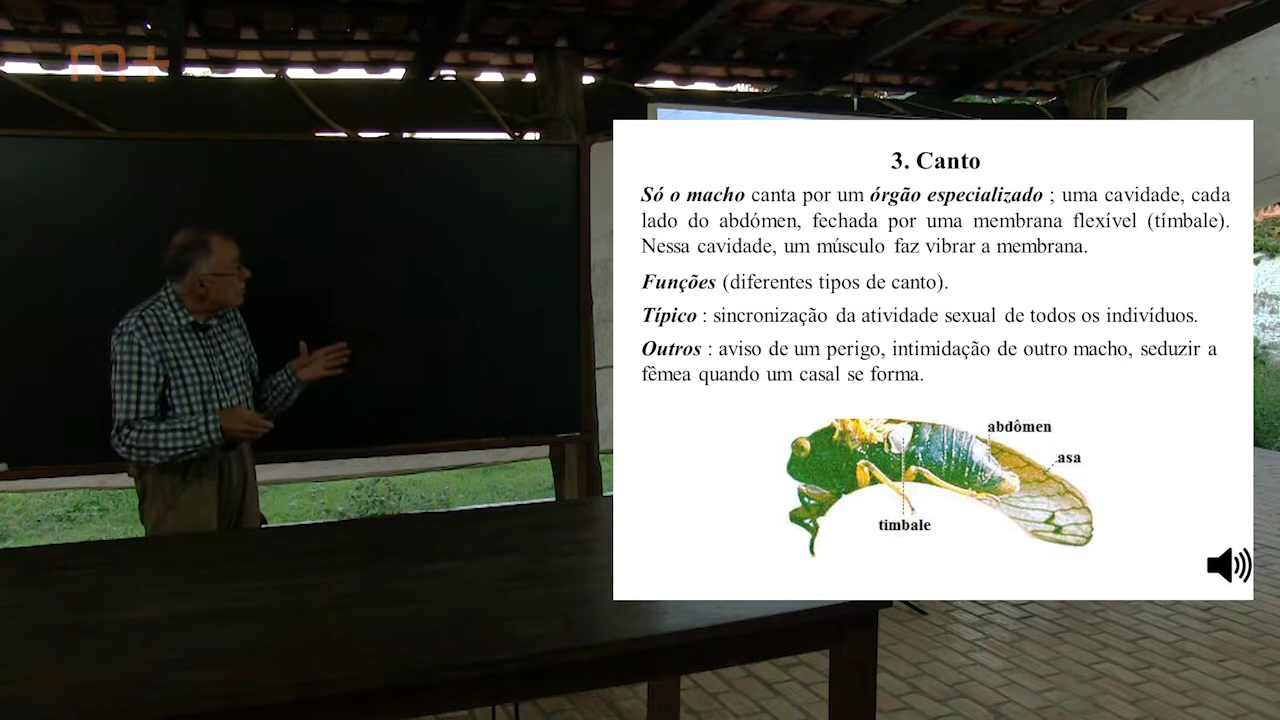 m+
3. Canto
Só o macho canta por um órgão especializado ; uma cavidade, cada
lado do abdómen, fechada por uma membrana flexível (tímbale).
Nessa cavidade, um músculo faz vibrar a membrana.
Funções (diferentes tipos de canto).
Típico : sincronização da atividade sexual de todos os indivíduos.
Outros : aviso de um perigo, intimidação de outro macho, seduzir a
fêmea quando um casal se forma.
abdômen
asa
timbale